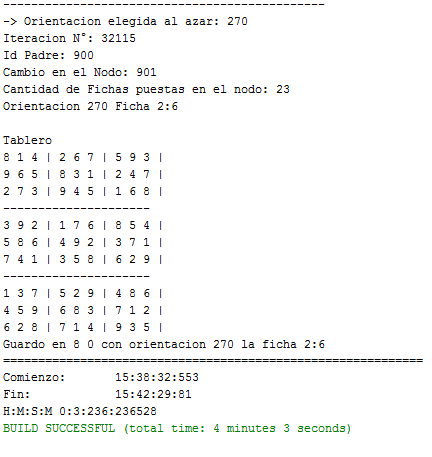 ----------------------------------------------
-> Orientacion elegida al azar: 270
Iteracion N°: 32115
Id Padre: 900
Cambio en el Nodo: 901
Cantidad de Fichas puestas en el nodo: 23
Orientacion 270 Ficha 2:6
Tablero
8 1 4 | 2 6 7 | 5 9 3 |
9 6 5 | 8 3 1 | 2 4 7 |
2 7 3 | 9 4 5 | 1 6 8 |
---------------------
3 9 2 | 1 7 6 | 8 5 4 |
5 8 6 | 4 9 2 | 3 7 1 |
7 4 1 | 3 5 8 | 6 2 9 |
---------------------
1 3 7 | 5 2 9 | 4 8 6 |
4 5 9 | 6 8 3 | 7 1 2 |
6 2 8 | 7 1 4 | 9 3 5 |
Guardo en 8 0 con orientacion 270 la ficha 2:6
============================================================
Comienzo: 15:38:32:553
Fin: 15:42:29:81
H:M:S:M 0:3:236:236528
BUILD SUCCESSFUL (total time: 4 minutes 3 seconds)